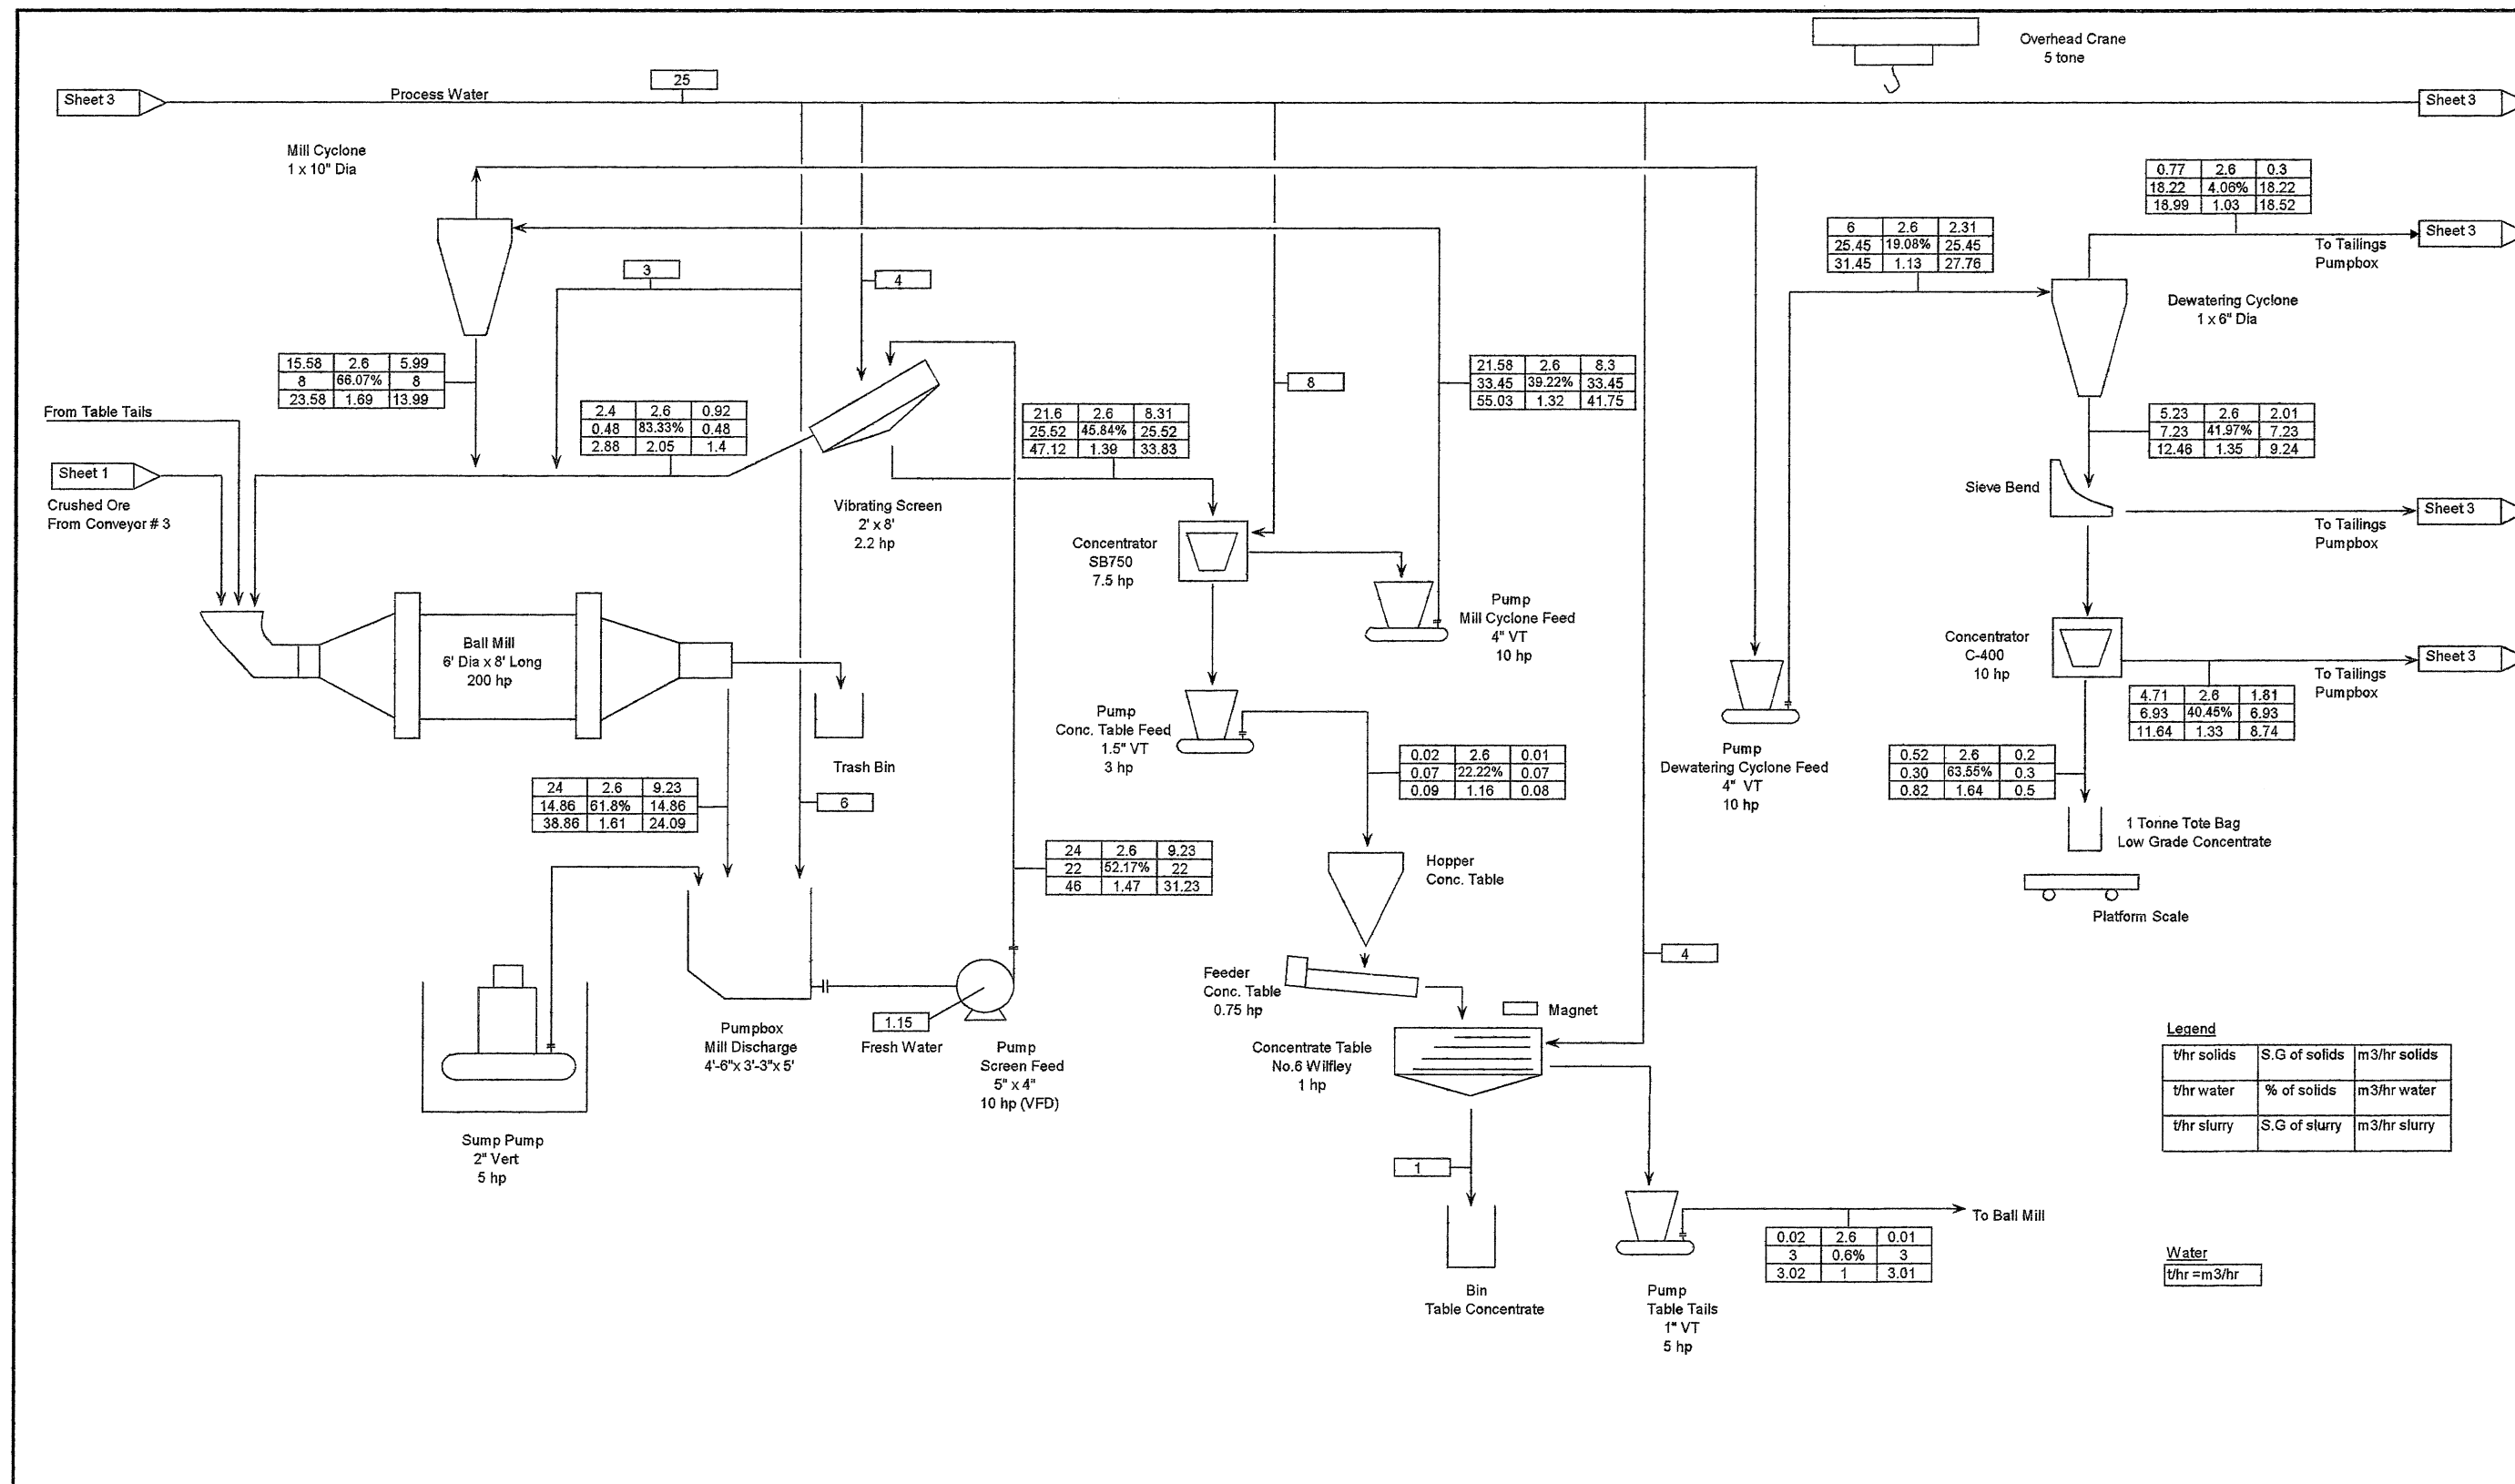 Overhead Crane
5 tone
25
Sheet 3
Process Water
Sheet 3
Mill Cyclone
1 x 10" Dia
0.77 2.6 0.3
18.22 4.06% 18.22
18.99 1.03 18.52
6 2.6 2.31
25.45 19.08% 25.45
31.45 1.13 27.76
Sheet 3
To Tailings
Pumpbox
3
4
Dewatering Cyclone
1 x 6" Dia
15.58 2.6 5.99
8 66.07% 8
23.58 1.69 13.99
21.58 2.6 8.3
33.45 39.22% 33.45
55.03 1.32 41.75
8
From Table Tails
2.4 2.6 0.92
0.48 83.33% 0.48
2.88 2.05 1.4
21.6 2.6 8.31
25.52 45.84% 25.52
47.12 1.39 33.83
5.23 2.6 2.01
7.23 41.97% 7.23
12.46 1.35 9.24
Sheet 1
Crushed Ore
From Conveyor # 3
Vibrating Screen
2' x 8'
2.2 hp
Sieve Bend
Sheet 3
To Tailings
Pumpbox
Concentrator
SB750
7.5 hp
Pump
Mill Cyclone Feed
4" VT
10 hp
Ball Mill
6' Dia x 8' Long
200 hp
Concentrator
C-400
10 hp
Sheet 3
To Tailings
Pumpbox
4.71 2.6 1.81
6.93 40.45% 6.93
11.64 1.33 8.74
Pump
Conc. Table Feed
1.5" VT
3 hp
Trash Bin
Pump
Dewatering Cyclone Feed
4" VT
10 hp
0.02 2.6 0.01
0.07 22.22% 0.07
0.09 1.16 0.08
0.52 2.6 0.2
0.30 63.55% 0.3
0.82 1.64 0.5
24 2.6 9.23
14.86 61.8% 14.86
38.86 1.61 24.09
6
1 Tonne Tote Bag
Low Grade Concentrate
24 2.6 9.23
22 52.17% 22
46 1.47 31.23
Hopper
Conc. Table
Platform Scale
4
Feeder
Conc. Table
0.75 hp
Magnet
1.15
Fresh Water
Pumpbox
Mill Discharge
4'-6"x 3'-3"x 5'
Pump
Screen Feed
5" x 4"
10 hp (VFD)
Concentrate Table
No.6 Wilfley
1 hp
Legend
t/hr solids S.G of solids m3/hr solids
t/hr water % of solids m3/hr water
t/hr slurry S.G of slurry m3/hr slurry
Sump Pump
2" Vert
5 hp
1
To Ball Mill
0.02 2.6 0.01
3 0.6% 3
3.02 1 3.01
Water
t/hr =m3/hr
Bin
Table Concentrate
Pump
Table Tails
1" VT
5 hp